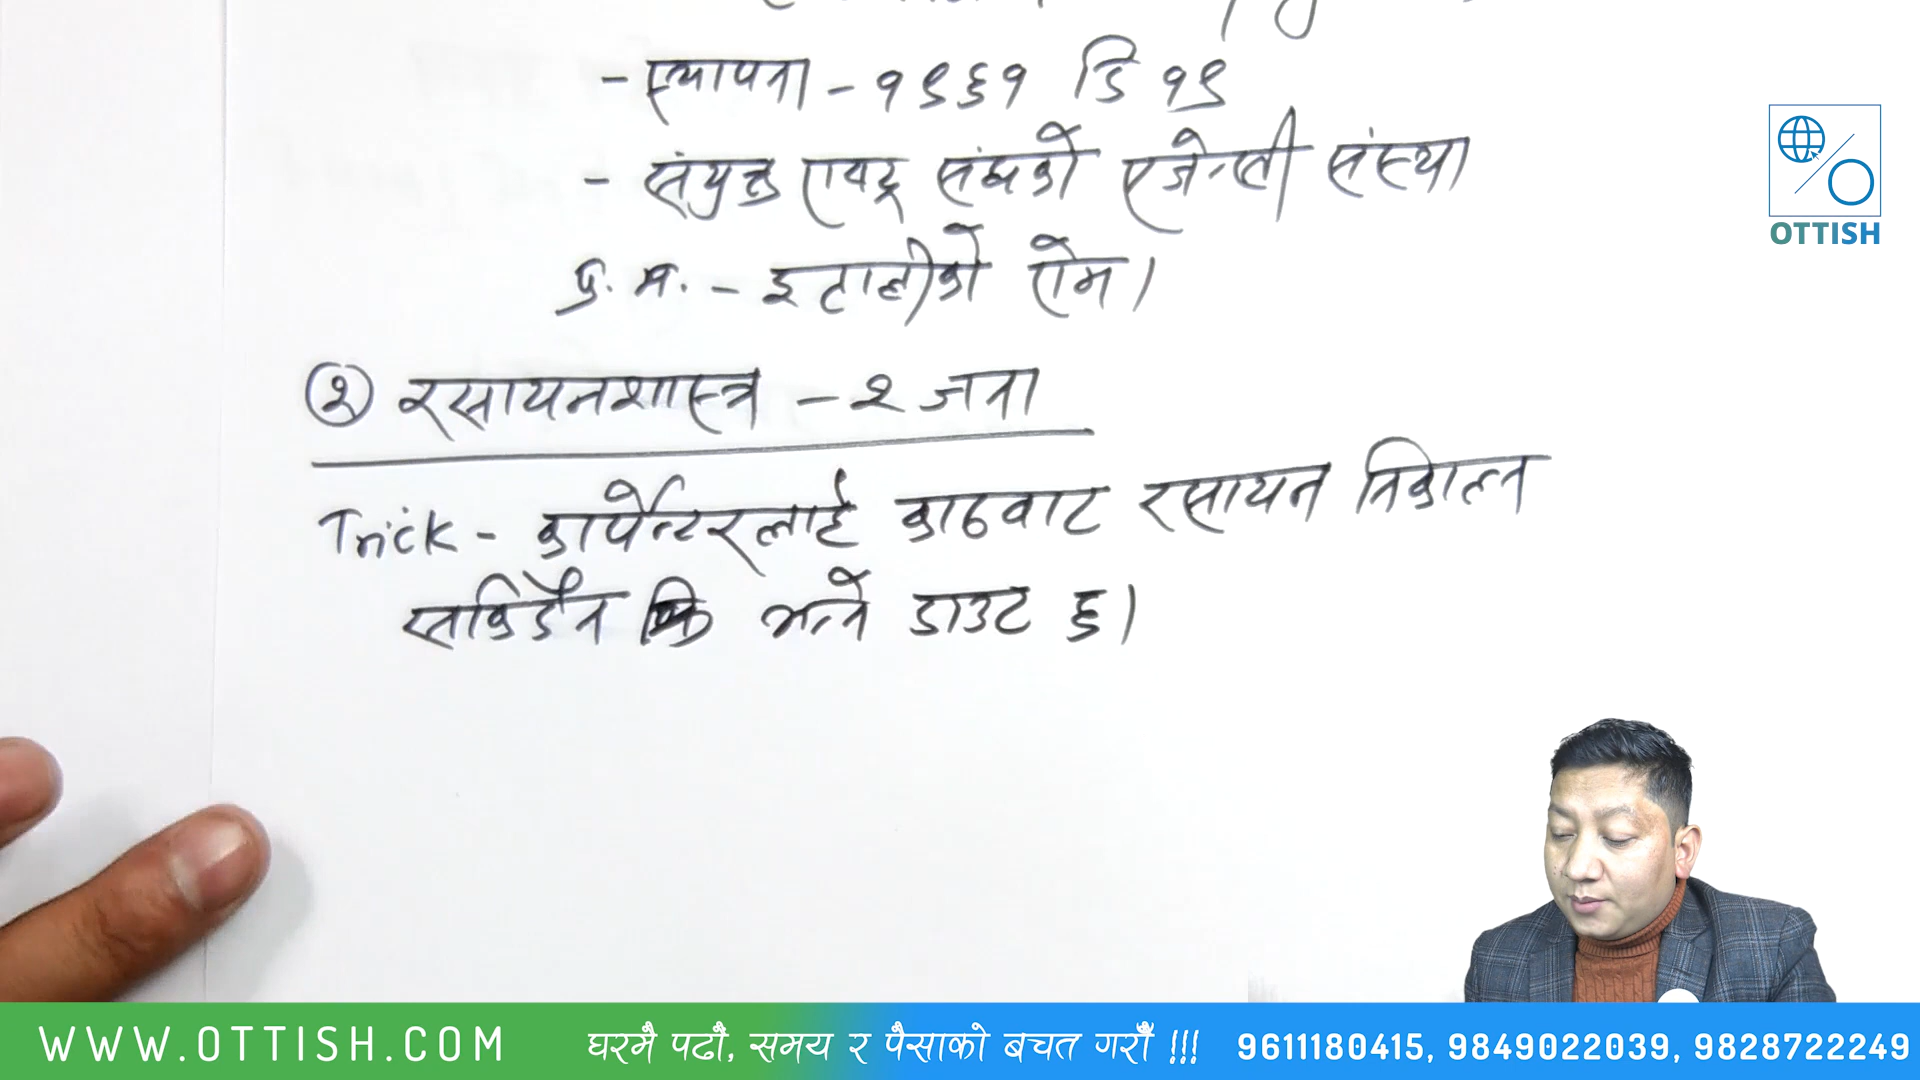 - स्थापना - १९६१ डि १९
- संयुक्त राष्ट्र संघको एजेन्सी संस्था
प्र. का. - इटालीको रोम।
OTTISH
② रसायनशास्त्र - २ जना
Trick - कार्पेन्टरलाई काठबाट रसायन निकाल्न
सकिँदैन कि भन्ने डाउट छ।
WWW.OTTISH.COM घरमै पढौं, समय र पैसाको बचत गरौँ !!! 9611180415, 9849022039, 9828722249